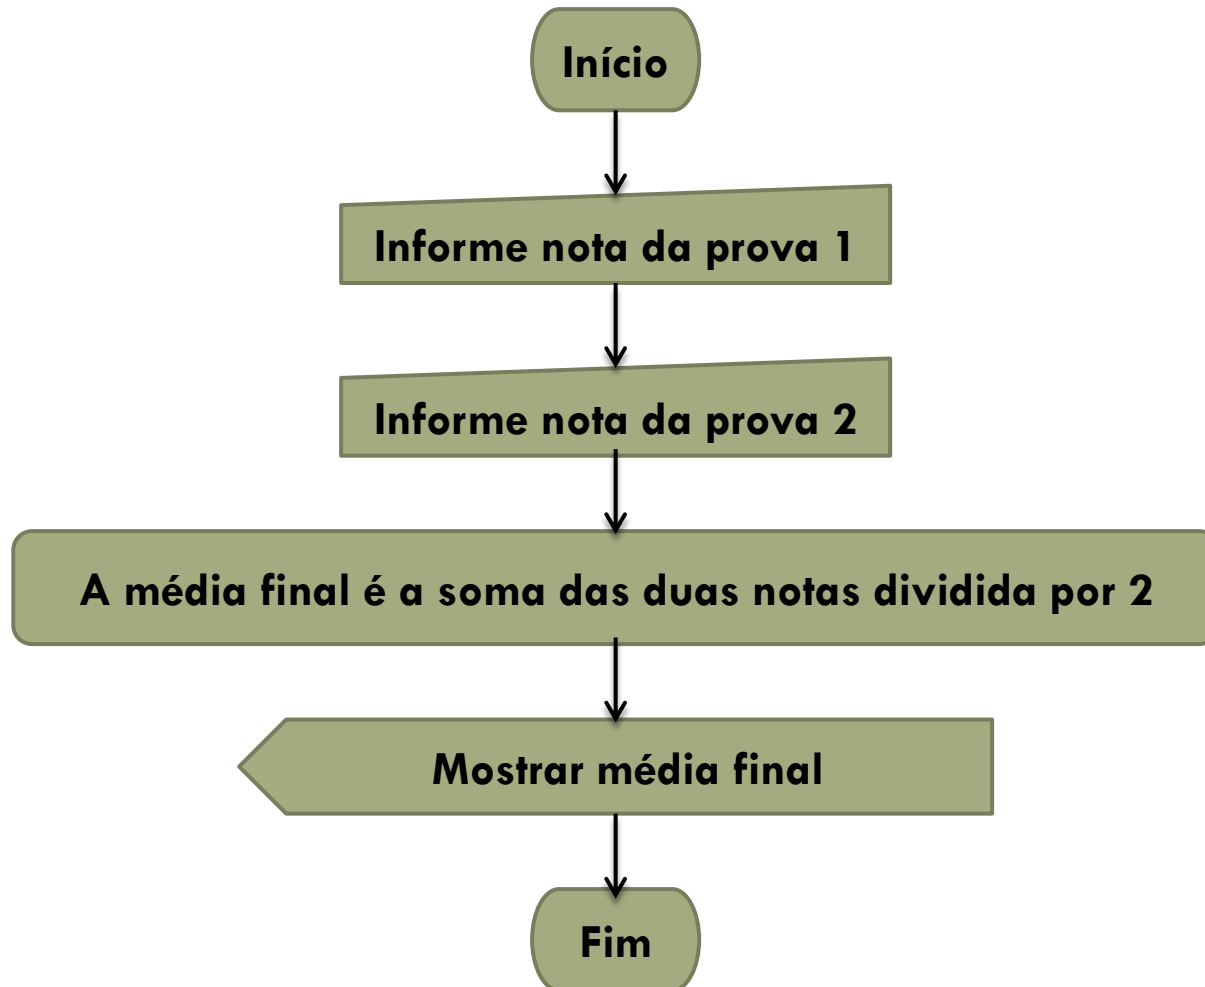 Início
Informe nota da prova 1
Informe nota da prova 2
A média final é a soma das duas notas dividida por 2
Mostrar média final
Fim